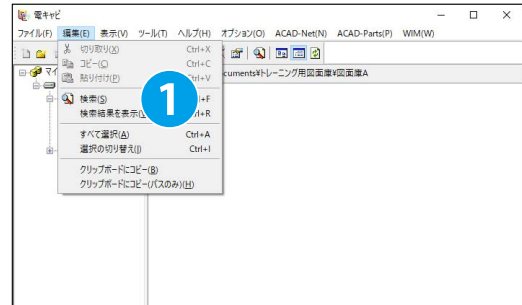 電キャビ
ファイル(F) 編集(E) 表示(V) ツール(T) ヘルプ(H) オプション(O) ACAD-Net(N) ACAD-Parts(P) WIM(W)
切り取り(X) Ctrl+X
コピー(C) Ctrl+C
貼り付け(P) Ctrl+V
cuments¥トレーニング用図面庫¥図面庫A
マイ
検索(S) l+F
検索結果を表示( rl+R
すべて選択(A) Ctrl+A
選択の切り替え(I) Ctrl+I
クリップボードにコピー(B)
クリップボードにコピー(パスのみ)(H)
1